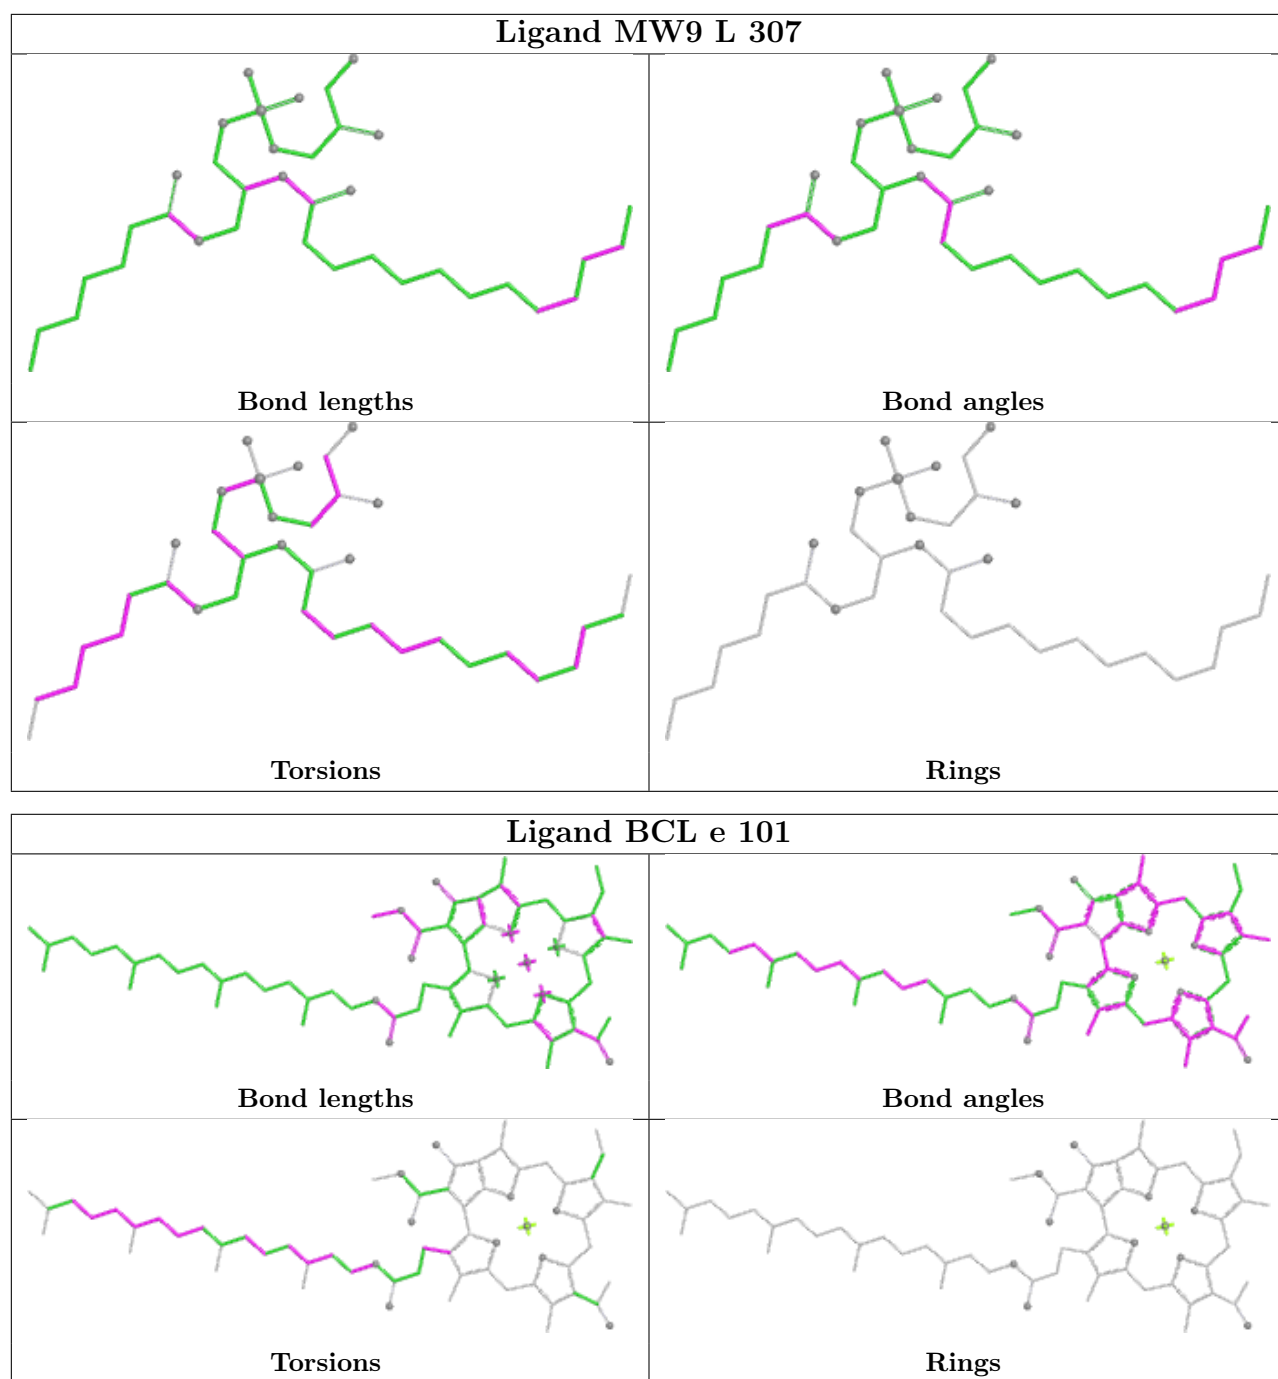 Ligand MW9 L 307
Bond lengths
Bond angles
Torsions
Rings
Ligand BCL e 101
Bond lengths
Bond angles
Torsions
Rings